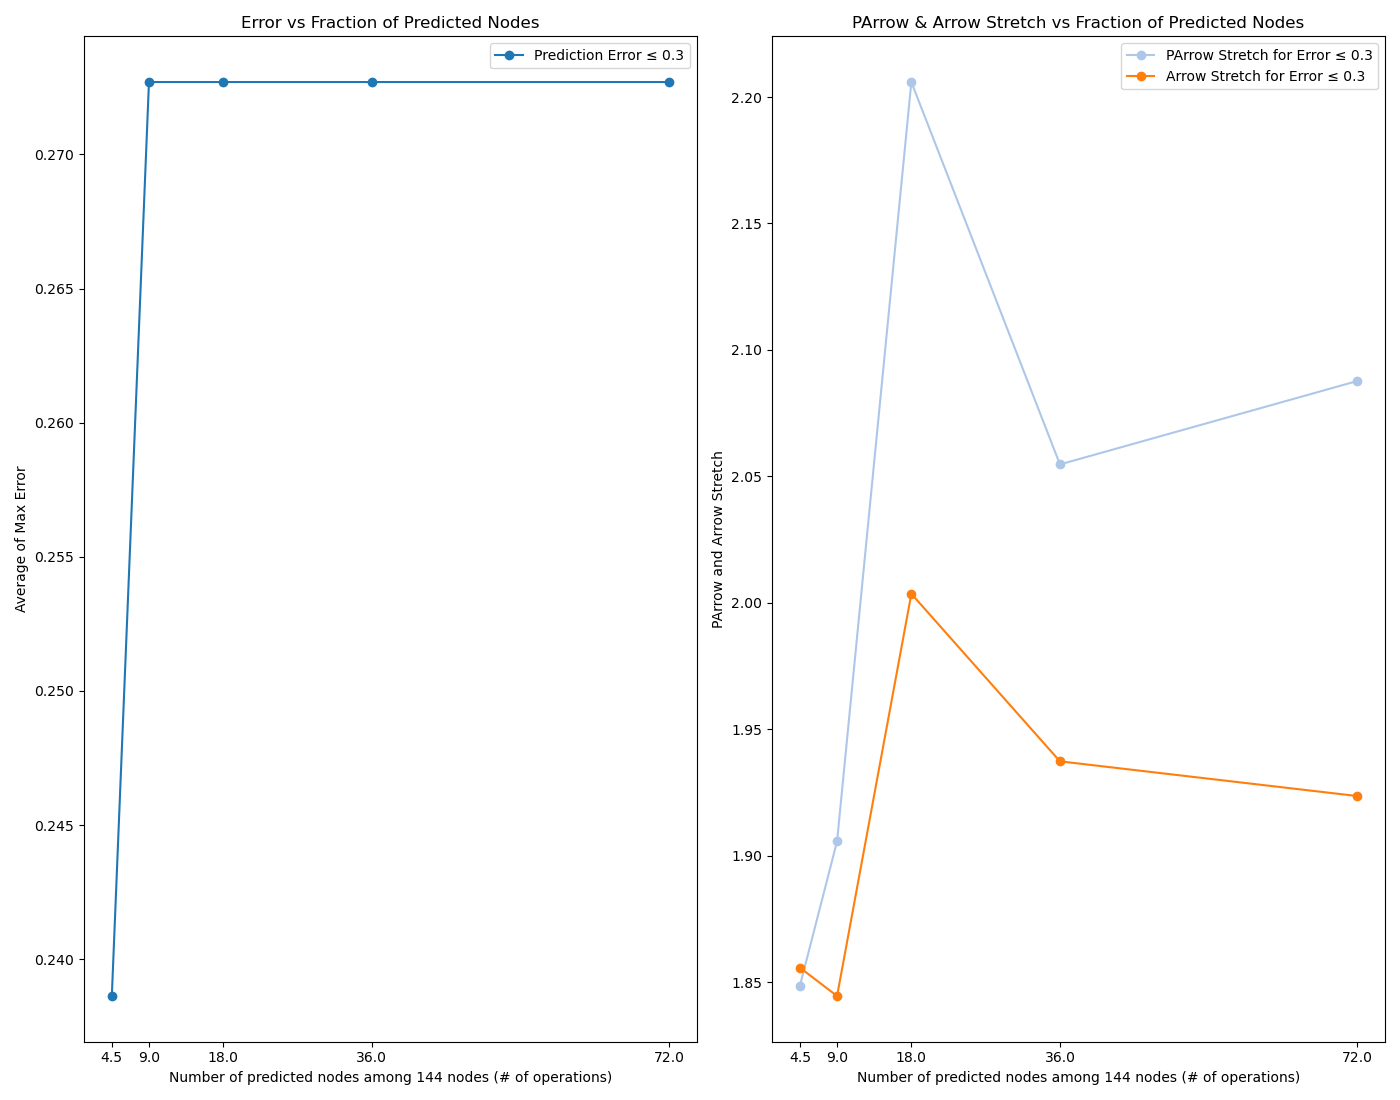 Error vs Fraction of Predicted Nodes
Prediction Error ≤ 0.3
Average of Max Error
0.270
0.265
0.260
0.255
0.250
0.245
0.240
4.5 9.0 18.0 36.0 72.0
Number of predicted nodes among 144 nodes (# of operations)
PArrow & Arrow Stretch vs Fraction of Predicted Nodes
PArrow Stretch for Error ≤ 0.3
Arrow Stretch for Error ≤ 0.3
PArrow and Arrow Stretch
2.20
2.15
2.10
2.05
2.00
1.95
1.90
1.85
4.5 9.0 18.0 36.0 72.0
Number of predicted nodes among 144 nodes (# of operations)